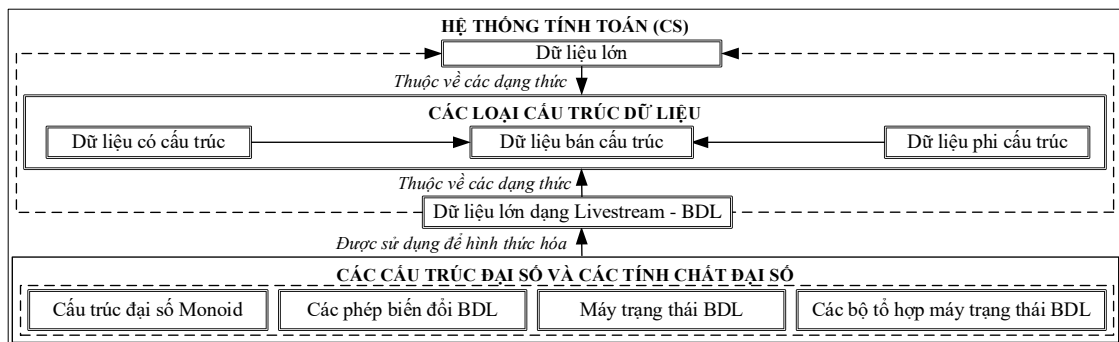 HỆ THỐNG TÍNH TOÁN (CS)
Dữ liệu lớn
Thuộc về các dạng thức
CÁC LOẠI CẤU TRÚC DỮ LIỆU
Dữ liệu có cấu trúc
Dữ liệu bán cấu trúc
Dữ liệu phi cấu trúc
Thuộc về các dạng thức
Dữ liệu lớn dạng Livestream - BDL
Được sử dụng để hình thức hóa
CÁC CẤU TRÚC ĐẠI SỐ VÀ CÁC TÍNH CHẤT ĐẠI SỐ
Cấu trúc đại số Monoid
Các phép biến đổi BDL
Máy trạng thái BDL
Các bộ tổ hợp máy trạng thái BDL